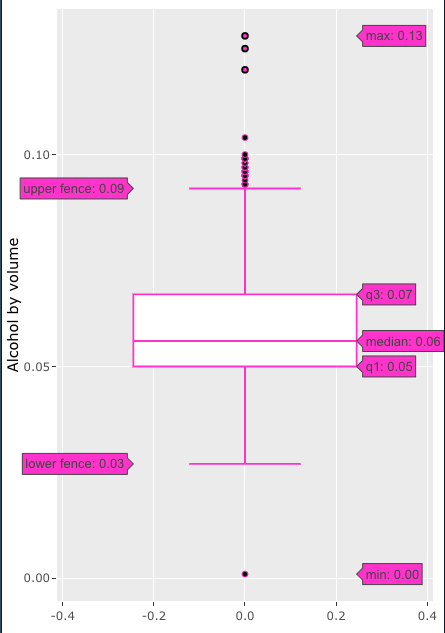 max: 0.13
0.10
upper fence: 0.09
q3: 0.07
median: 0.06
Alcohol by volume
0.05
q1: 0.05
lower fence: 0.03
0.00
min: 0.00
-0.4
-0.2
0.0
0.2
0.4